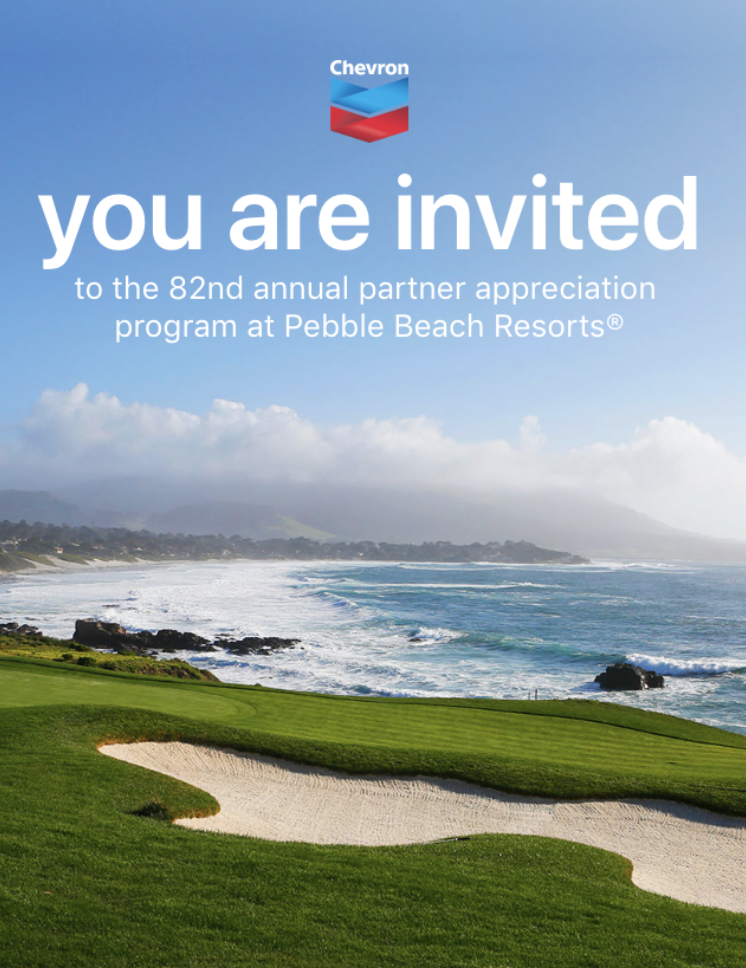 Chevron
you are invited
to the 82nd annual partner appreciation
program at Pebble Beach Resorts®